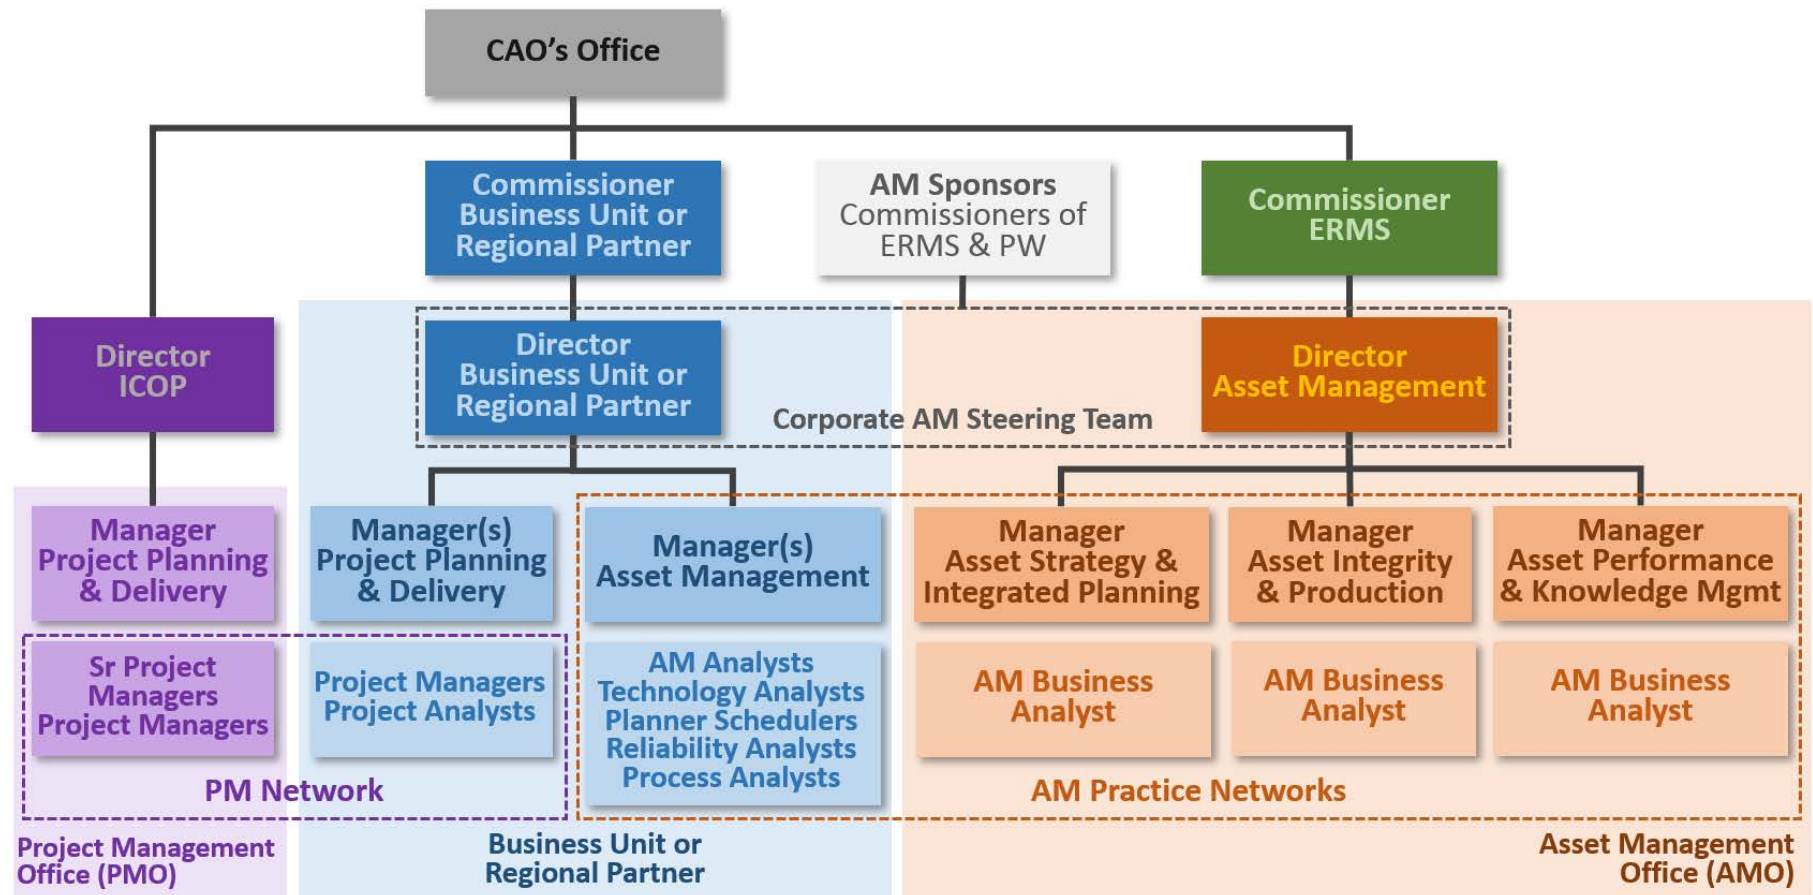 CAO's Office
Commissioner
Business Unit or
Regional Partner
AM Sponsors
Commissioners of
ERMS & PW
Commissioner
ERMS
Director
ICOP
Director
Business Unit or
Regional Partner
Corporate AM Steering Team
Director
Asset Management
Manager
Project Planning
& Delivery
Manager(s)
Project Planning
& Delivery
Manager(s)
Asset Management
Manager
Asset Strategy &
Integrated Planning
Manager
Asset Integrity
& Production
Manager
Asset Performance
& Knowledge Mgmt
Sr Project
Managers
Project Managers
Project Managers
Project Analysts
AM Analysts
Technology Analysts
Planner Schedulers
Reliability Analysts
Process Analysts
AM Business
Analyst
AM Business
Analyst
AM Business
Analyst
PM Network
AM Practice Networks
Project Management
Office (PMO)
Business Unit or
Regional Partner
Asset Management
Office (AMO)